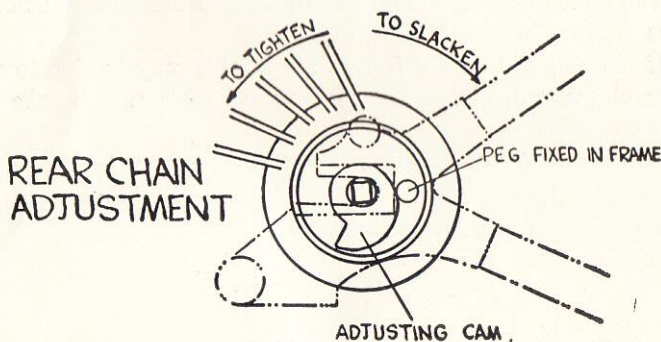 TO TIGHTEN
TO SLACKEN
PEG FIXED IN FRAME
REAR CHAIN
ADJUSTMENT
ADJUSTING CAM.